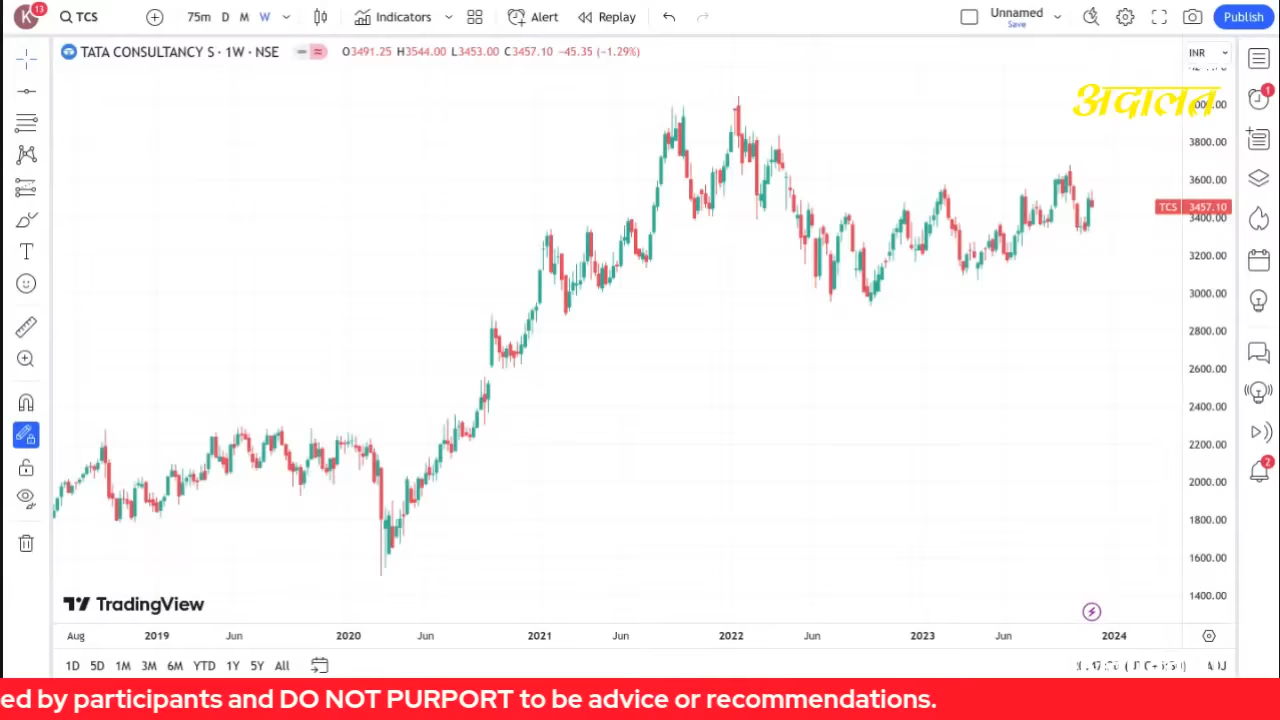 K 13 TCS 75m D M W Indicators Alert Replay Unnamed Save Publish
TATA CONSULTANCY S · 1W · NSE O3491.25 H3544.00 L3453.00 C3457.10 −45.35 (−1.29%) INR
अदालत
3800.00
3600.00
TCS 3457.10
3400.00
3200.00
3000.00
2800.00
2600.00
2400.00
2200.00
2000.00
1800.00
1600.00
1400.00
1
2
TradingView
Aug 2019 Jun 2020 Jun 2021 Jun 2022 Jun 2023 Jun 2024
1D 5D 1M 3M 6M YTD 1Y 5Y All
ed by participants and DO NOT PURPORT to be advice or recommendations.